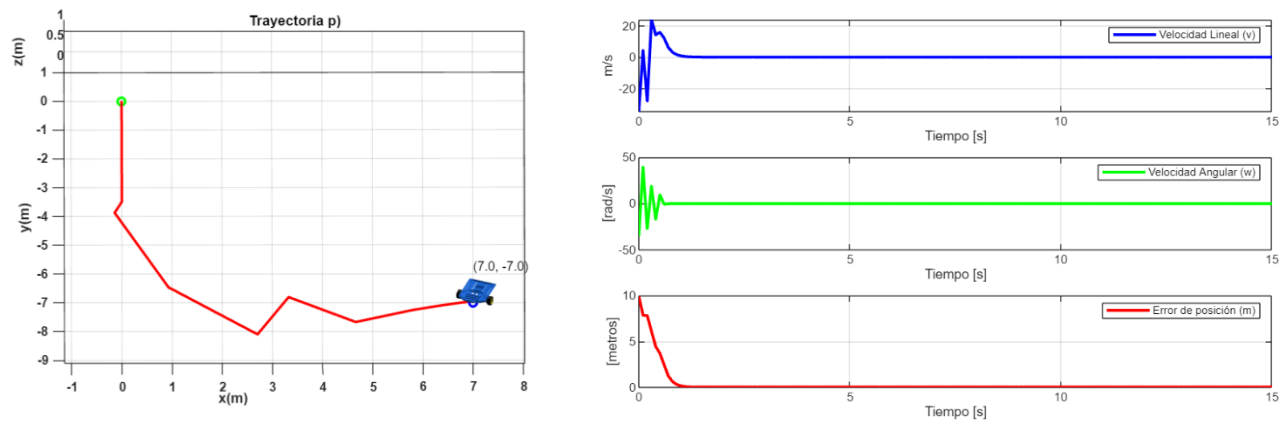 Trayectoria p)
1
0.5
0
z(m)
1
0
-1
-2
-3
-4
-5
-6
-7
-8
-9
y(m)
(7.0, -7.0)
-1 0 1 2 3 4 5 6 7 8
x(m)
20
0
-20
m/s
Velocidad Lineal (v)
0 5 10 15
Tiempo [s]
50
0
-50
[rad/s]
Velocidad Angular (w)
0 5 10 15
Tiempo [s]
10
5
0
[metros]
Error de posición (m)
0 5 10 15
Tiempo [s]